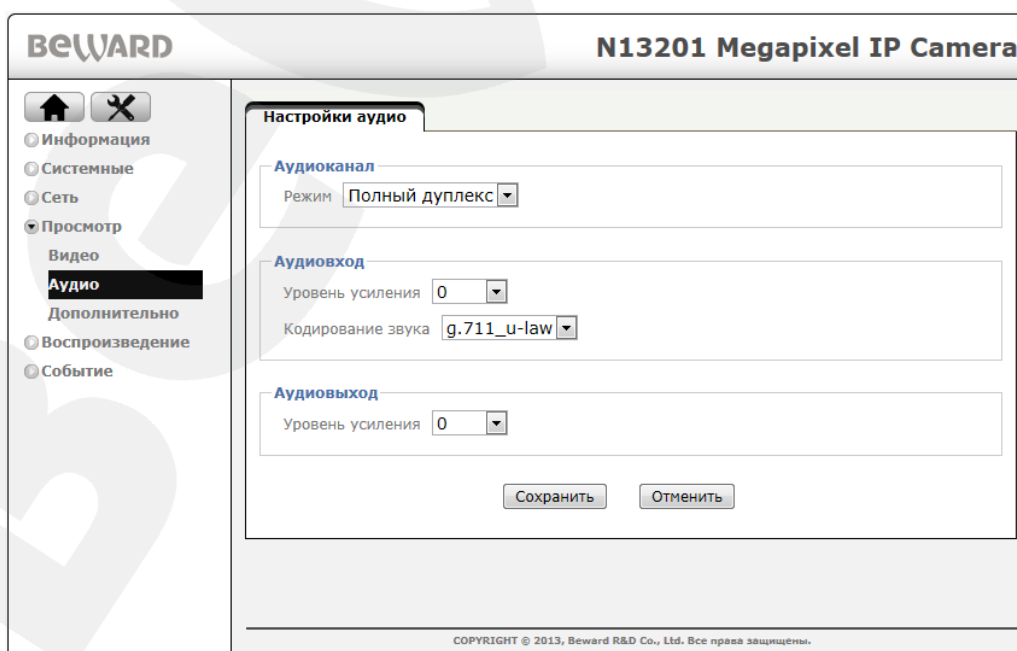 BEWARD
N13201 Megapixel IP Camera
Информация
Системные
Сеть
Просмотр
Видео
Аудио
Дополнительно
Воспроизведение
Событие
Настройки аудио
Аудиоканал
Режим Полный дуплекс
Аудиовход
Уровень усиления 0
Кодирование звука g.711_u-law
Аудиовыход
Уровень усиления 0
Сохранить Отменить
COPYRIGHT © 2013, Beward R&D Co., Ltd. Все права защищены.